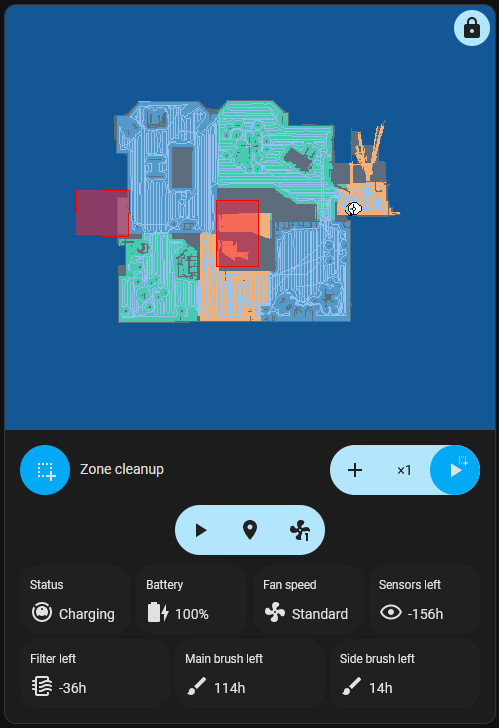 Zone cleanup
×1
1
Status
Battery
Fan speed
Sensors left
Charging
100%
Standard
-156h
Filter left
Main brush left
Side brush left
-36h
114h
14h